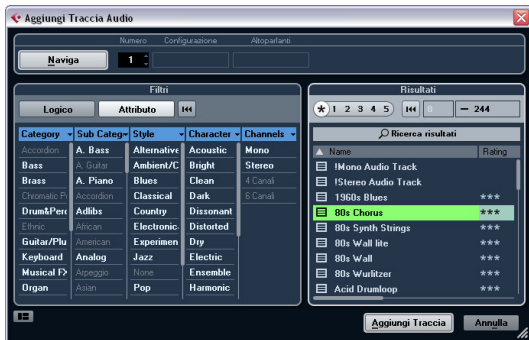 Aggiungi Traccia Audio
Numero Configurazione Altoparlanti
Naviga 1
Filtri
Logico Attributo
Category Sub Categ Style Character Channels
Accordion A. Bass Alternative Acoustic Mono
Bass A. Guitar Ambient/C Bright Stereo
Brass A. Piano Blues Clean 4 Canali
Chromatic Pe Accordion Classical Dark 6 Canali
Drum&Perc Adlibs Country Dissonant
Ethnic African Electronic Distorted
Guitar/Plu American Experimen Dry
Keyboard Analog Jazz Electric
Musical FX Arpeggio None Ensemble
Organ Asian Pop Harmonic
Risultati
* 1 2 3 4 5 0 244
Ricerca risultati
Name Rating
!Mono Audio Track
!Stereo Audio Track
1960s Blues ***
80s Chorus ***
80s Synth Strings ***
80s Wall lite ***
80s Wall ***
80s Wurlitzer ***
Acid Drumloop ***
Aggiungi Traccia Annulla